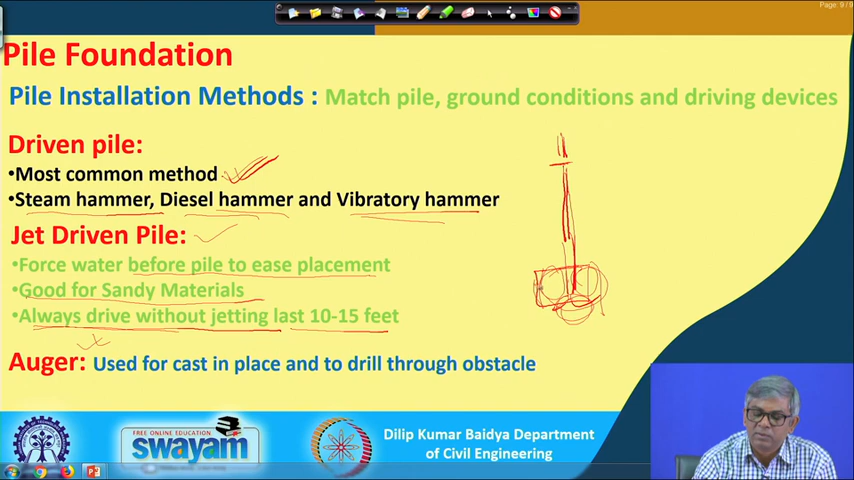 Page: 9 / 9
Pile Foundation
Pile Installation Methods : Match pile, ground conditions and driving devices
Driven pile:
•Most common method
•Steam hammer, Diesel hammer and Vibratory hammer
Jet Driven Pile:
•Force water before pile to ease placement
•Good for Sandy Materials
•Always drive without jetting last 10-15 feet
Auger: Used for cast in place and to drill through obstacle
FREE ONLINE EDUCATION
swayam
Dilip Kumar Baidya Department
of Civil Engineering